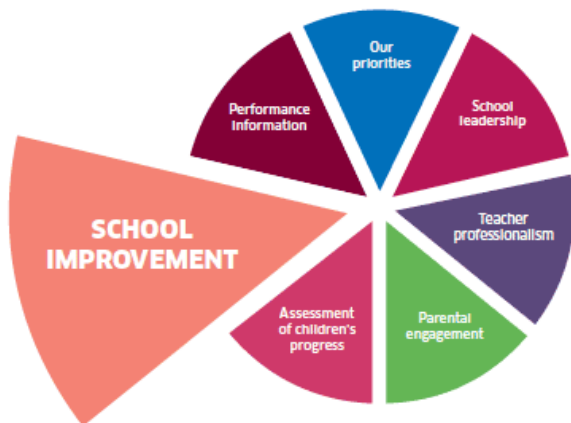 Our
priorities
School
leadership
Teacher
professionalism
Parental
engagement
Assessment
of children's
progress
SCHOOL
IMPROVEMENT
Performance
information